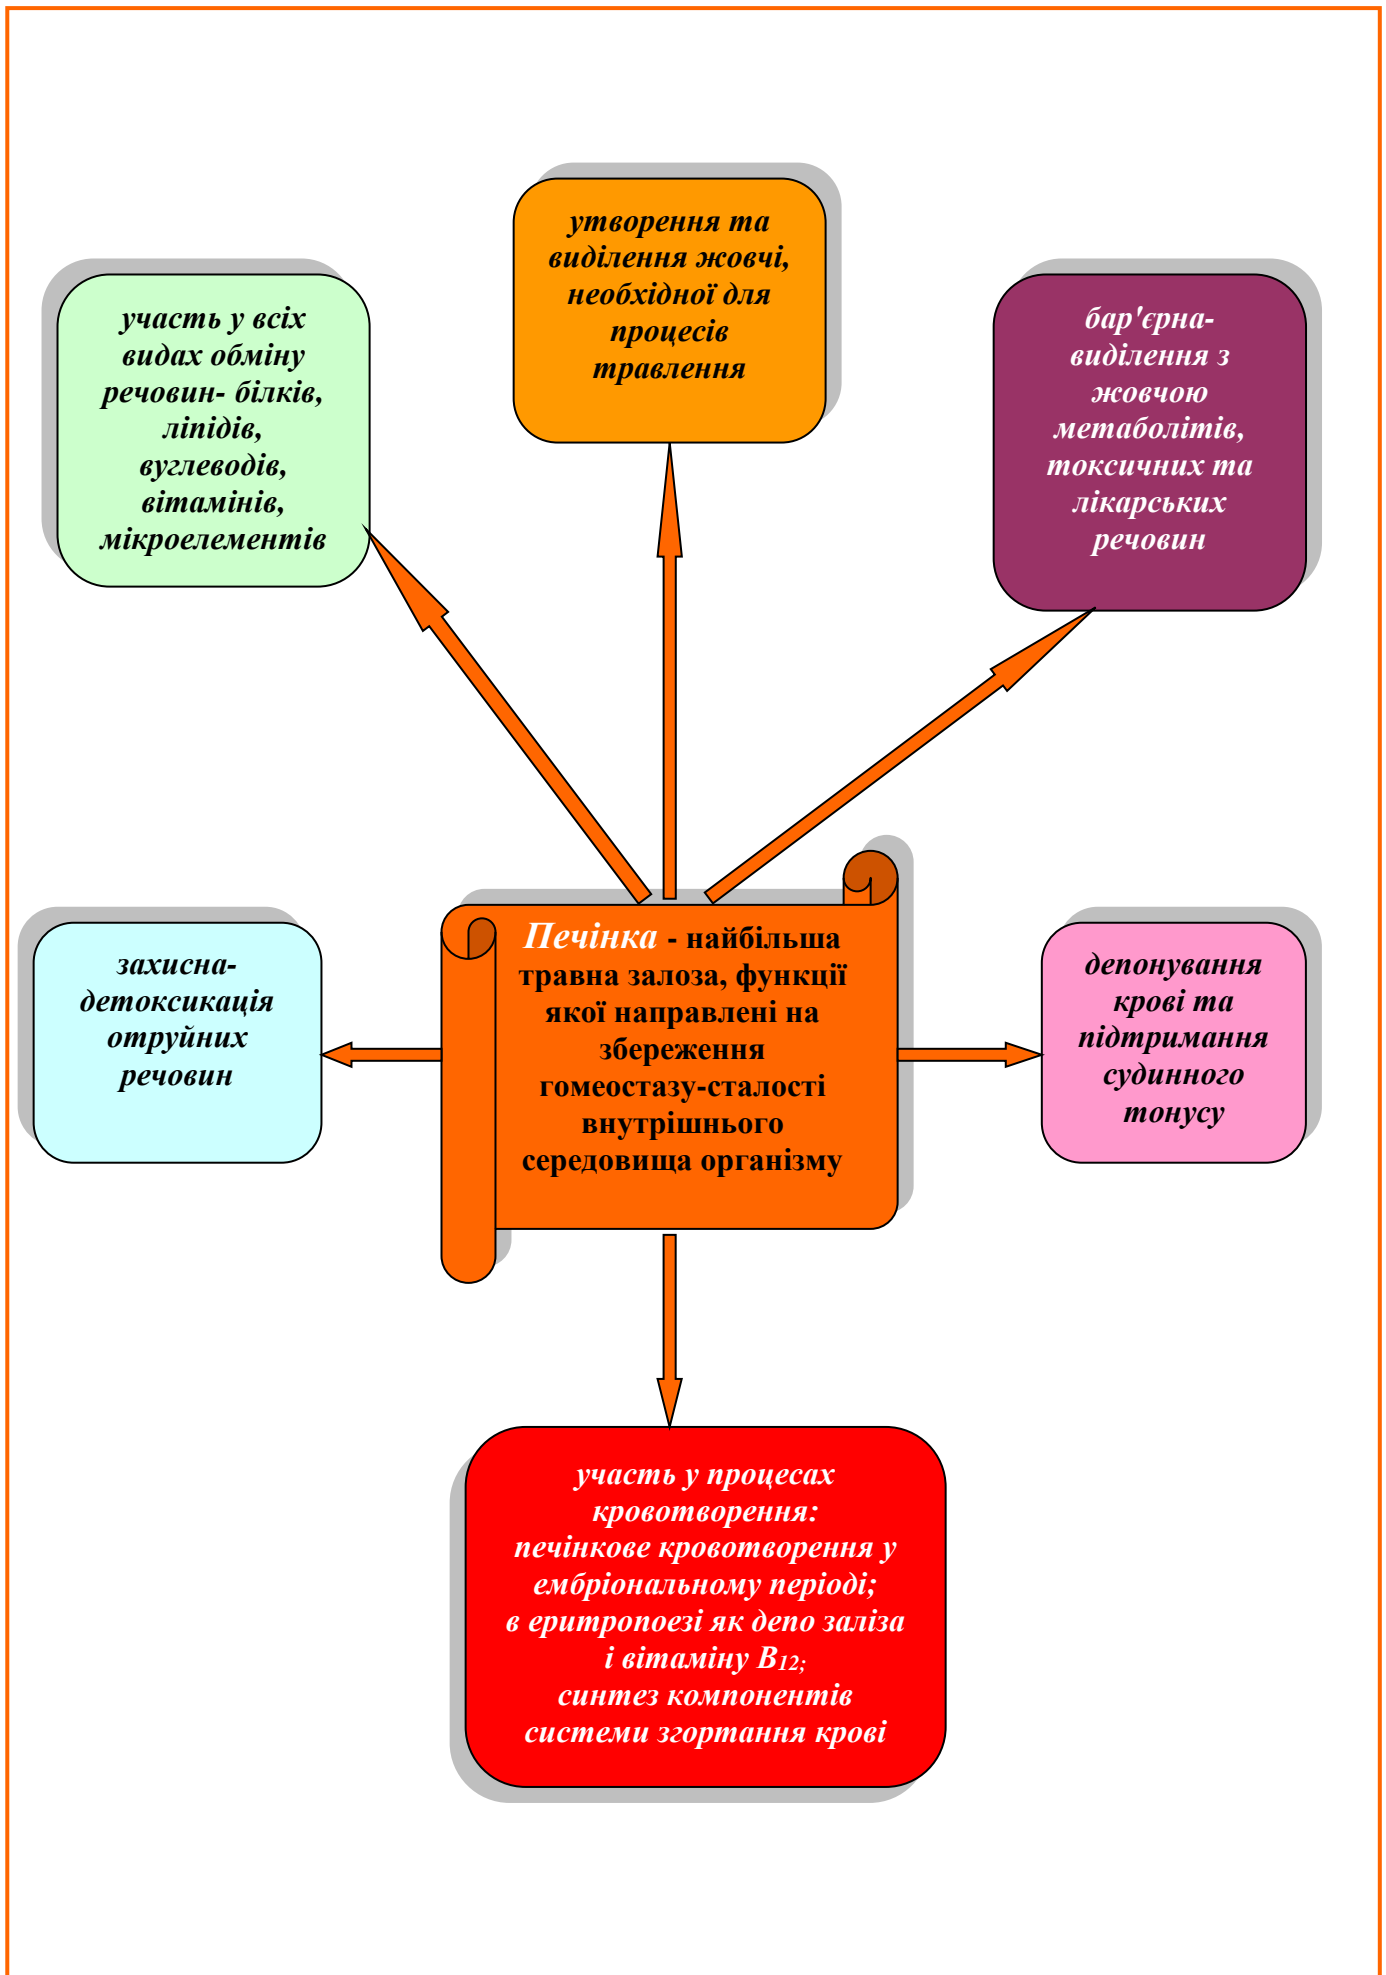 утворення та
виділення жовчі,
необхідної для
процесів
травлення
участь у всіх
видах обміну
речовин- білків,
ліпідів,
вуглеводів,
вітамінів,
мікроелементів
бар'єрна-
виділення з
жовчою
метаболітів,
токсичних та
лікарських
речовин
захисна-
детоксикація
отруйних
речовин
Печінка - найбільша
травна залоза, функції
якої направлені на
збереження
гомеостазу-сталості
внутрішнього
середовища організму
депонування
крові та
підтримання
судинного
тонусу
участь у процесах
кровотворення:
печінкове кровотворення у
ембріональному періоді;
в еритропоезі як депо заліза
і вітаміну В12;
синтез компонентів
системи згортання крові